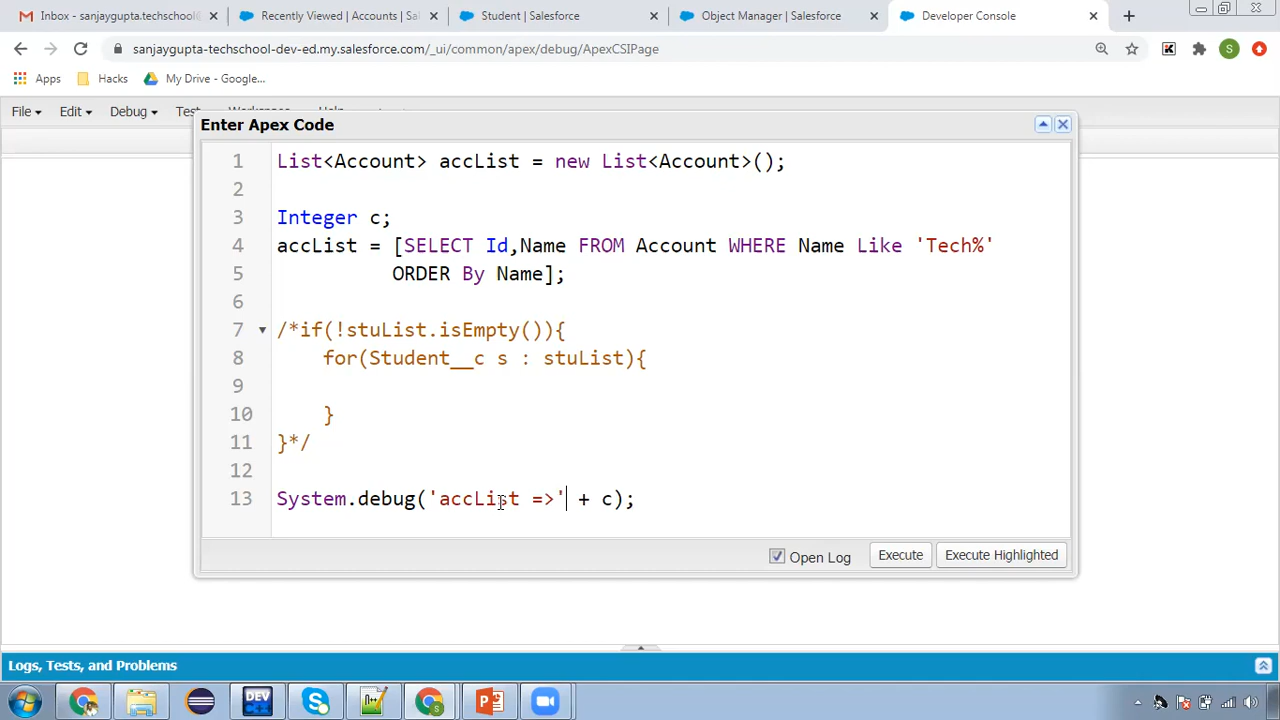 Inbox - sanjaygupta.techschool@
Recently Viewed | Accounts | Sal
Student | Salesforce
Object Manager | Salesforce
Developer Console
sanjaygupta-techschool-dev-ed.my.salesforce.com/_ui/common/apex/debug/ApexCSIPage
S
Apps
Hacks
My Drive - Google...
File
Edit
Debug
Test
Enter Apex Code
1 List<Account> accList = new List<Account>();
2
3 Integer c;
4 accList = [SELECT Id,Name FROM Account WHERE Name Like 'Tech%'
5 ORDER By Name];
6
7 /*if(!stuList.isEmpty()){
8 for(Student__c s : stuList){
9
10 }
11 }*/
12
13 System.debug('accList =>' + c);
Open Log
Execute
Execute Highlighted
Logs, Tests, and Problems
DEV
C++